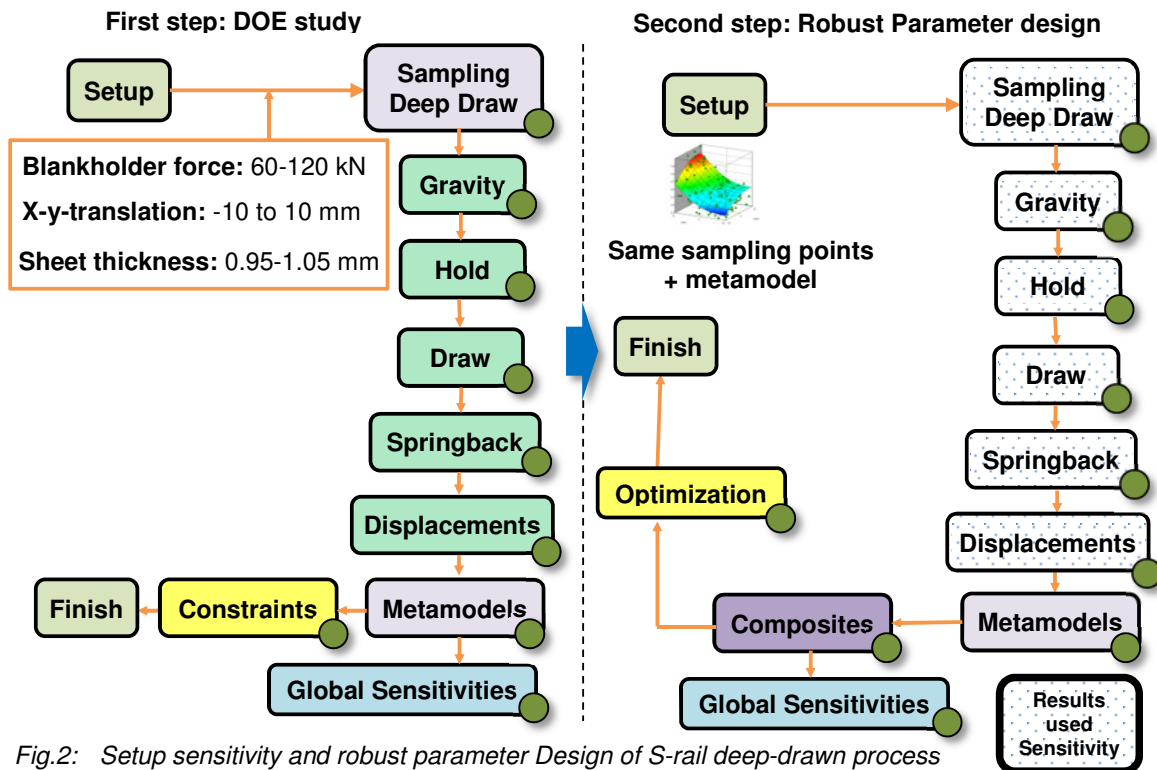 First step: DOE study
Setup
Sampling
Deep Draw
Blankholder force: 60-120 kN
X-y-translation: -10 to 10 mm
Sheet thickness: 0.95-1.05 mm
Gravity
Hold
Draw
Springback
Displacements
Metamodels
Constraints
Finish
Global Sensitivities
Second step: Robust Parameter design
Setup
Sampling
Deep Draw
Same sampling points
+ metamodel
Gravity
Hold
Draw
Springback
Displacements
Metamodels
Composites
Global Sensitivities
Optimization
Finish
Results
used
Sensitivity
Fig.2: Setup sensitivity and robust parameter Design of S-rail deep-drawn process